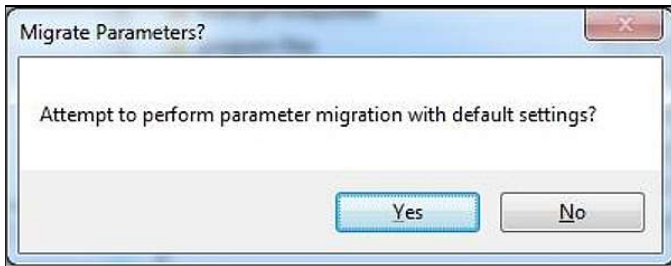 Migrate Parameters?
Attempt to perform parameter migration with default settings?
Yes
No